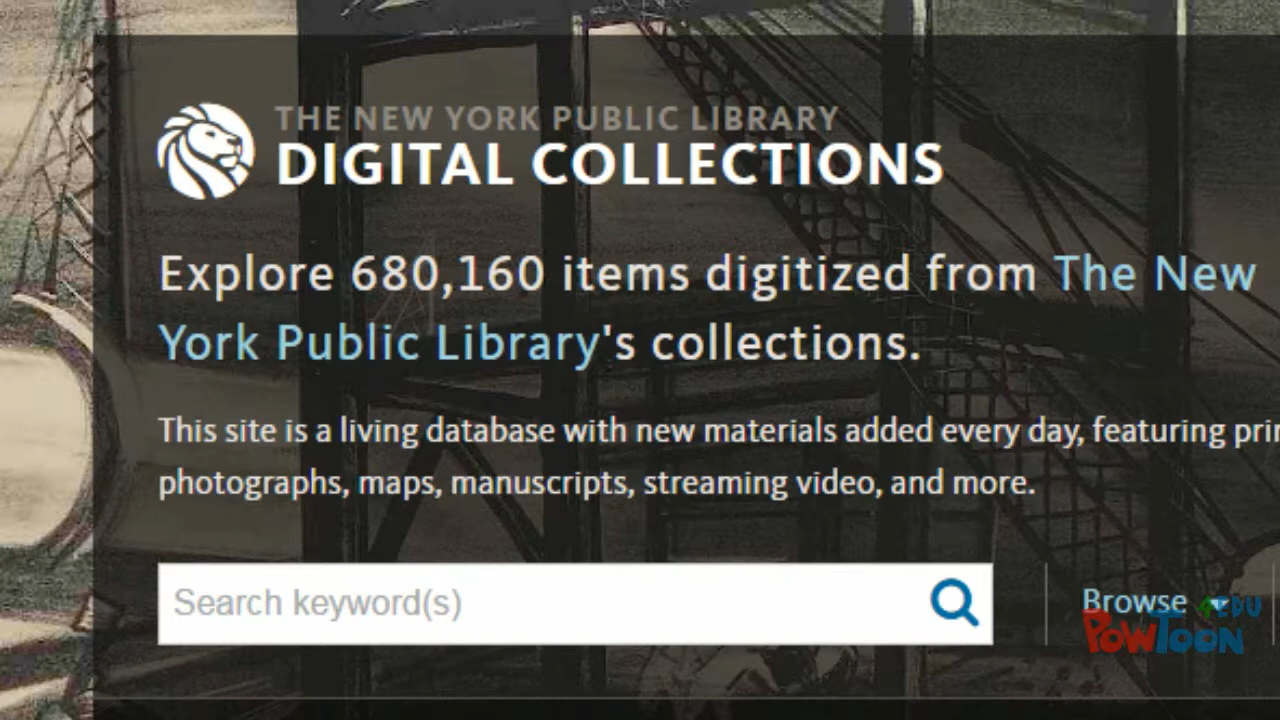 THE NEW YORK PUBLIC LIBRARY
DIGITAL COLLECTIONS
Explore 680,160 items digitized from The New
York Public Library's collections.
This site is a living database with new materials added every day, featuring
photographs, maps, manuscripts, streaming video, and more.
Search keyword(s)
Browse
4EDU
POWTOON